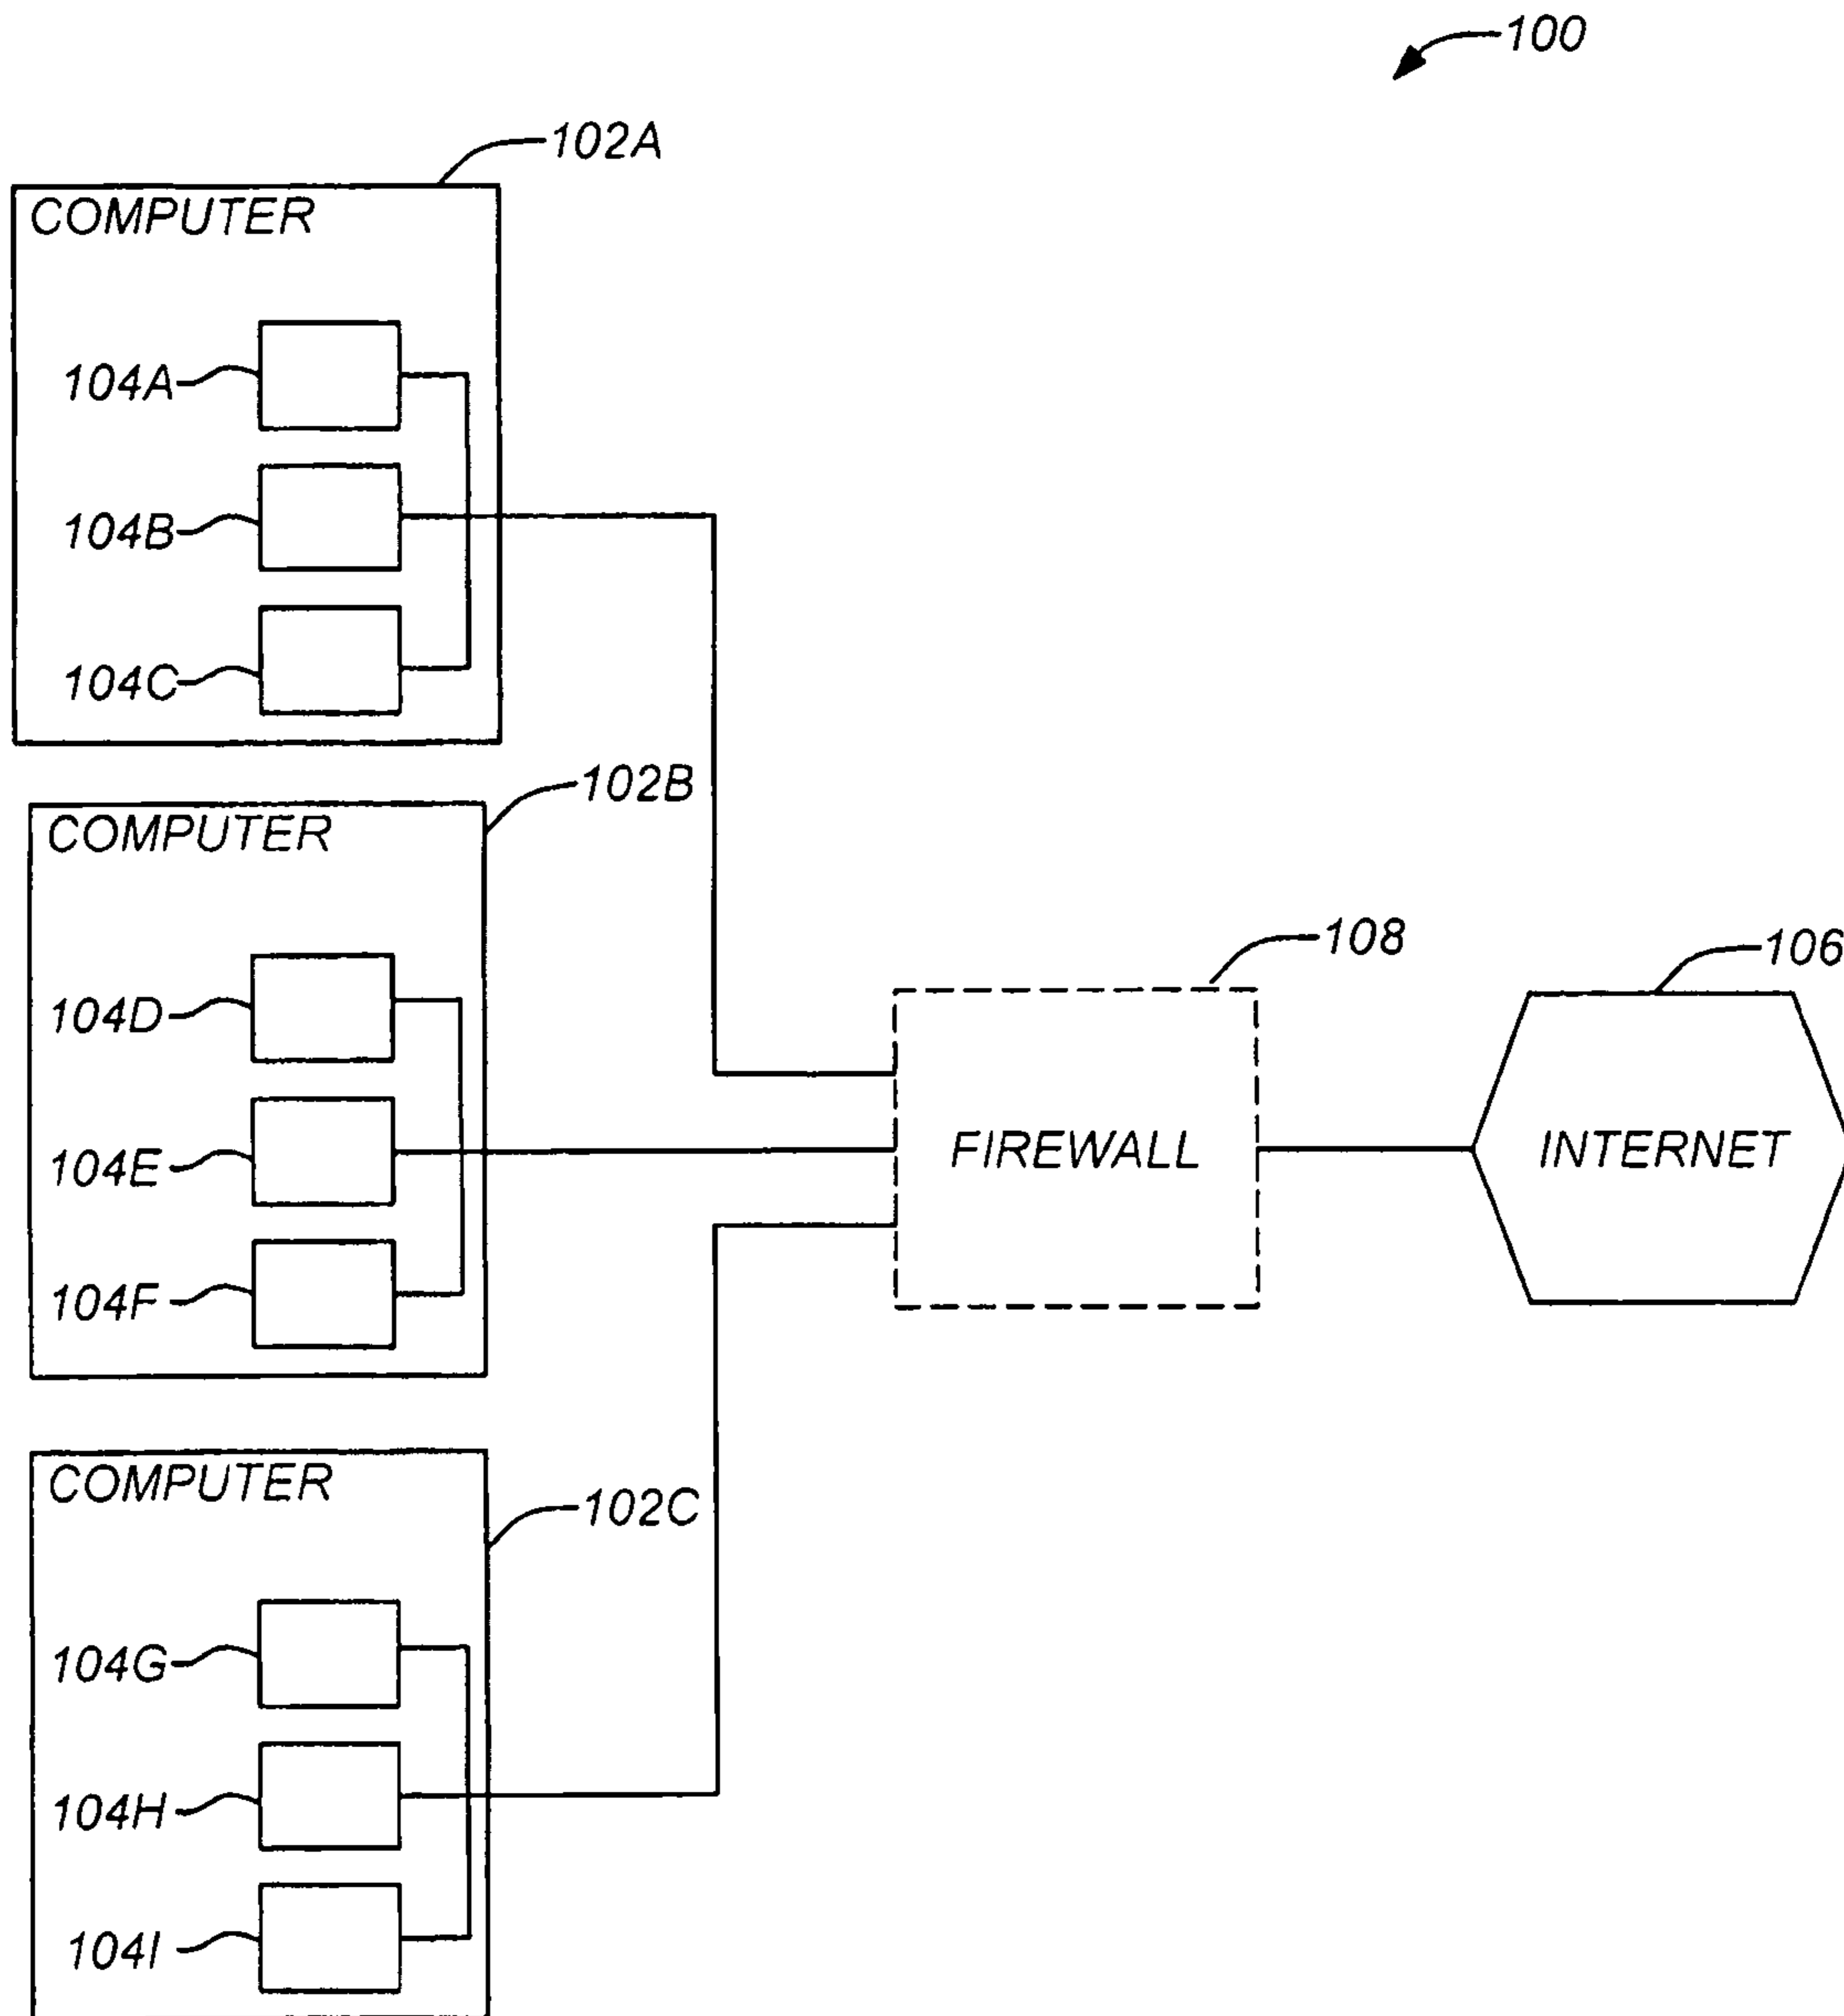 100
102A
COMPUTER
104A
104B
104C
102B
COMPUTER
104D
104E
104F
108
106
FIREWALL
INTERNET
COMPUTER
102C
104G
104H
104I